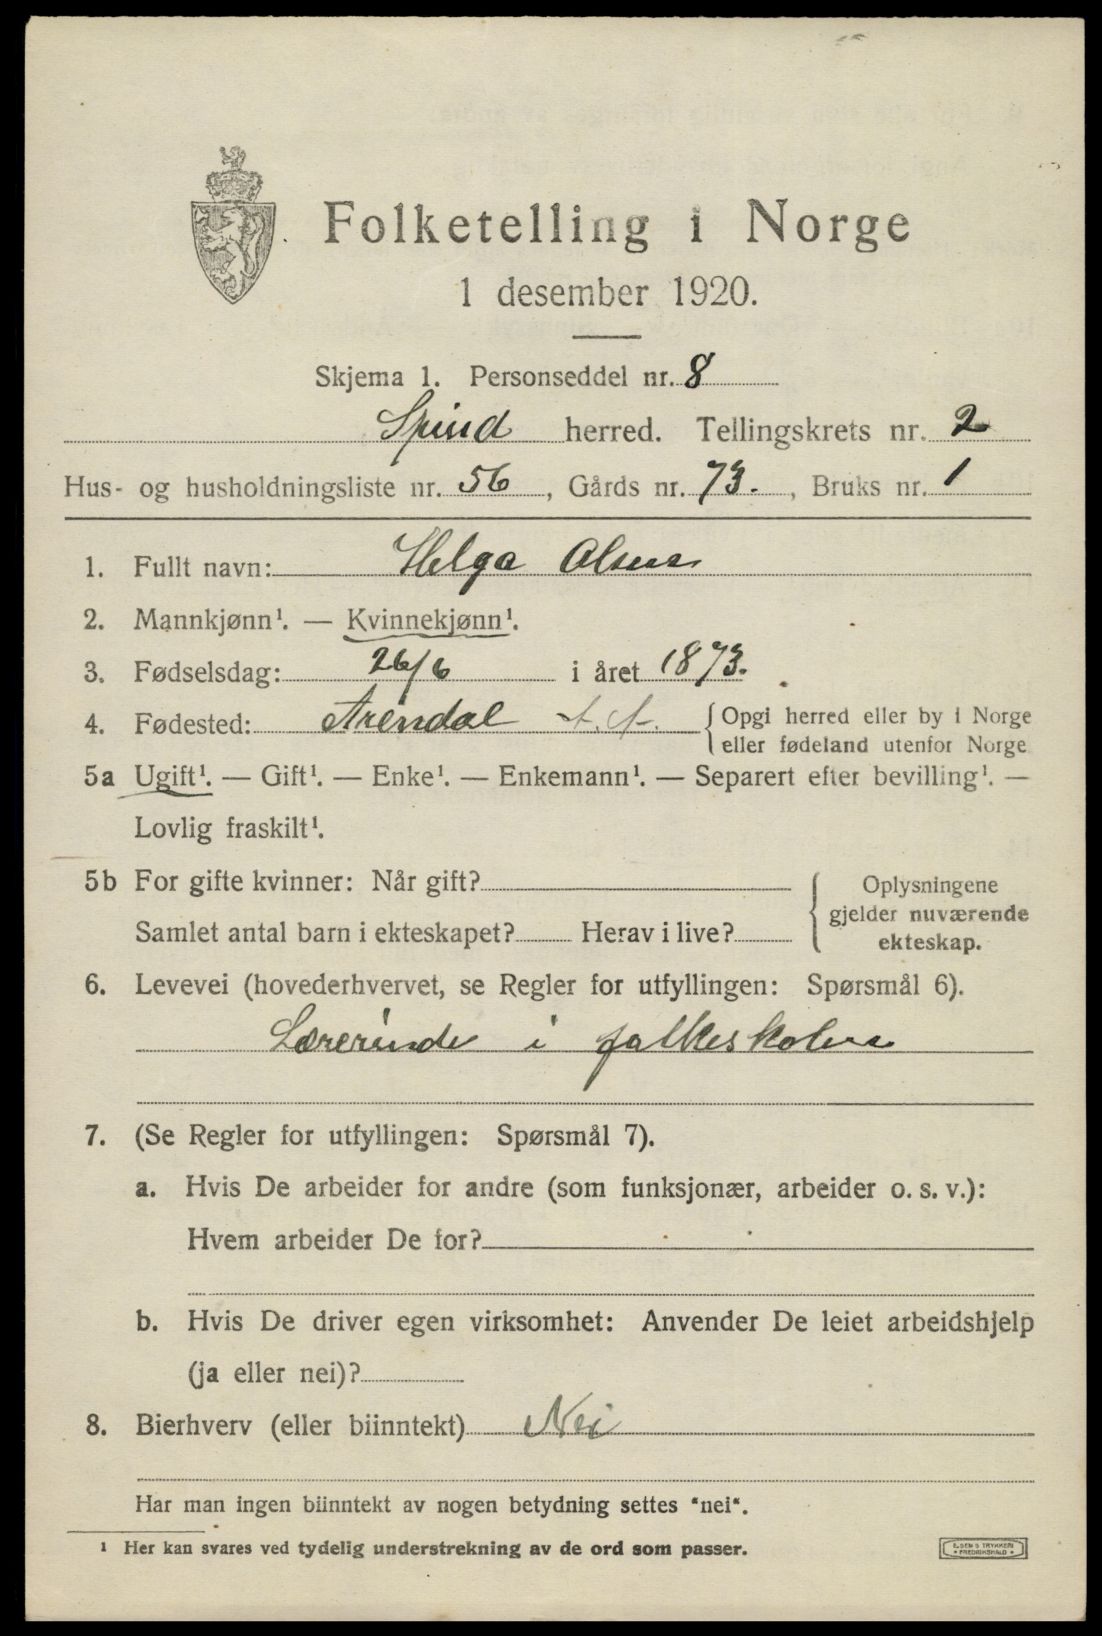 Folketelling i Norge
1 desember 1920.
Skjema 1. Personseddel nr. 8
Spind herred. Tellingskrets nr. 2
Hus- og husholdningsliste nr. 56, Gårds nr. 73., Bruks nr. 1
1. Fullt navn: Helga Olsen
2. Mannkjønn¹. — Kvinnekjønn¹.
3. Fødselsdag: 26/6 i året 1873.
4. Fødested: Arendal
{ Opgi herred eller by i Norge
eller fødeland utenfor Norge
5a Ugift¹. — Gift¹. — Enke¹. — Enkemann¹. — Separert efter bevilling¹. —
Lovlig fraskilt¹.
5b For gifte kvinner: Når gift?
Samlet antal barn i ekteskapet? Herav i live?
{ Oplysningene
gjelder nuværende
ekteskap.
6. Levevei (hovederhvervet, se Regler for utfyllingen: Spørsmål 6).
Lærerinde i folkeskolen
7. (Se Regler for utfyllingen: Spørsmål 7).
a. Hvis De arbeider for andre (som funksjonær, arbeider o. s. v.):
Hvem arbeider De for?
b. Hvis De driver egen virksomhet: Anvender De leiet arbeidshjelp
(ja eller nei)?
8. Bierhverv (eller biinntekt) Nei
Har man ingen biinntekt av nogen betydning settes "nei".
¹ Her kan svares ved tydelig understrekning av de ord som passer.
E. SEM'S TRYKKERI
• FREDRIKSHALD •